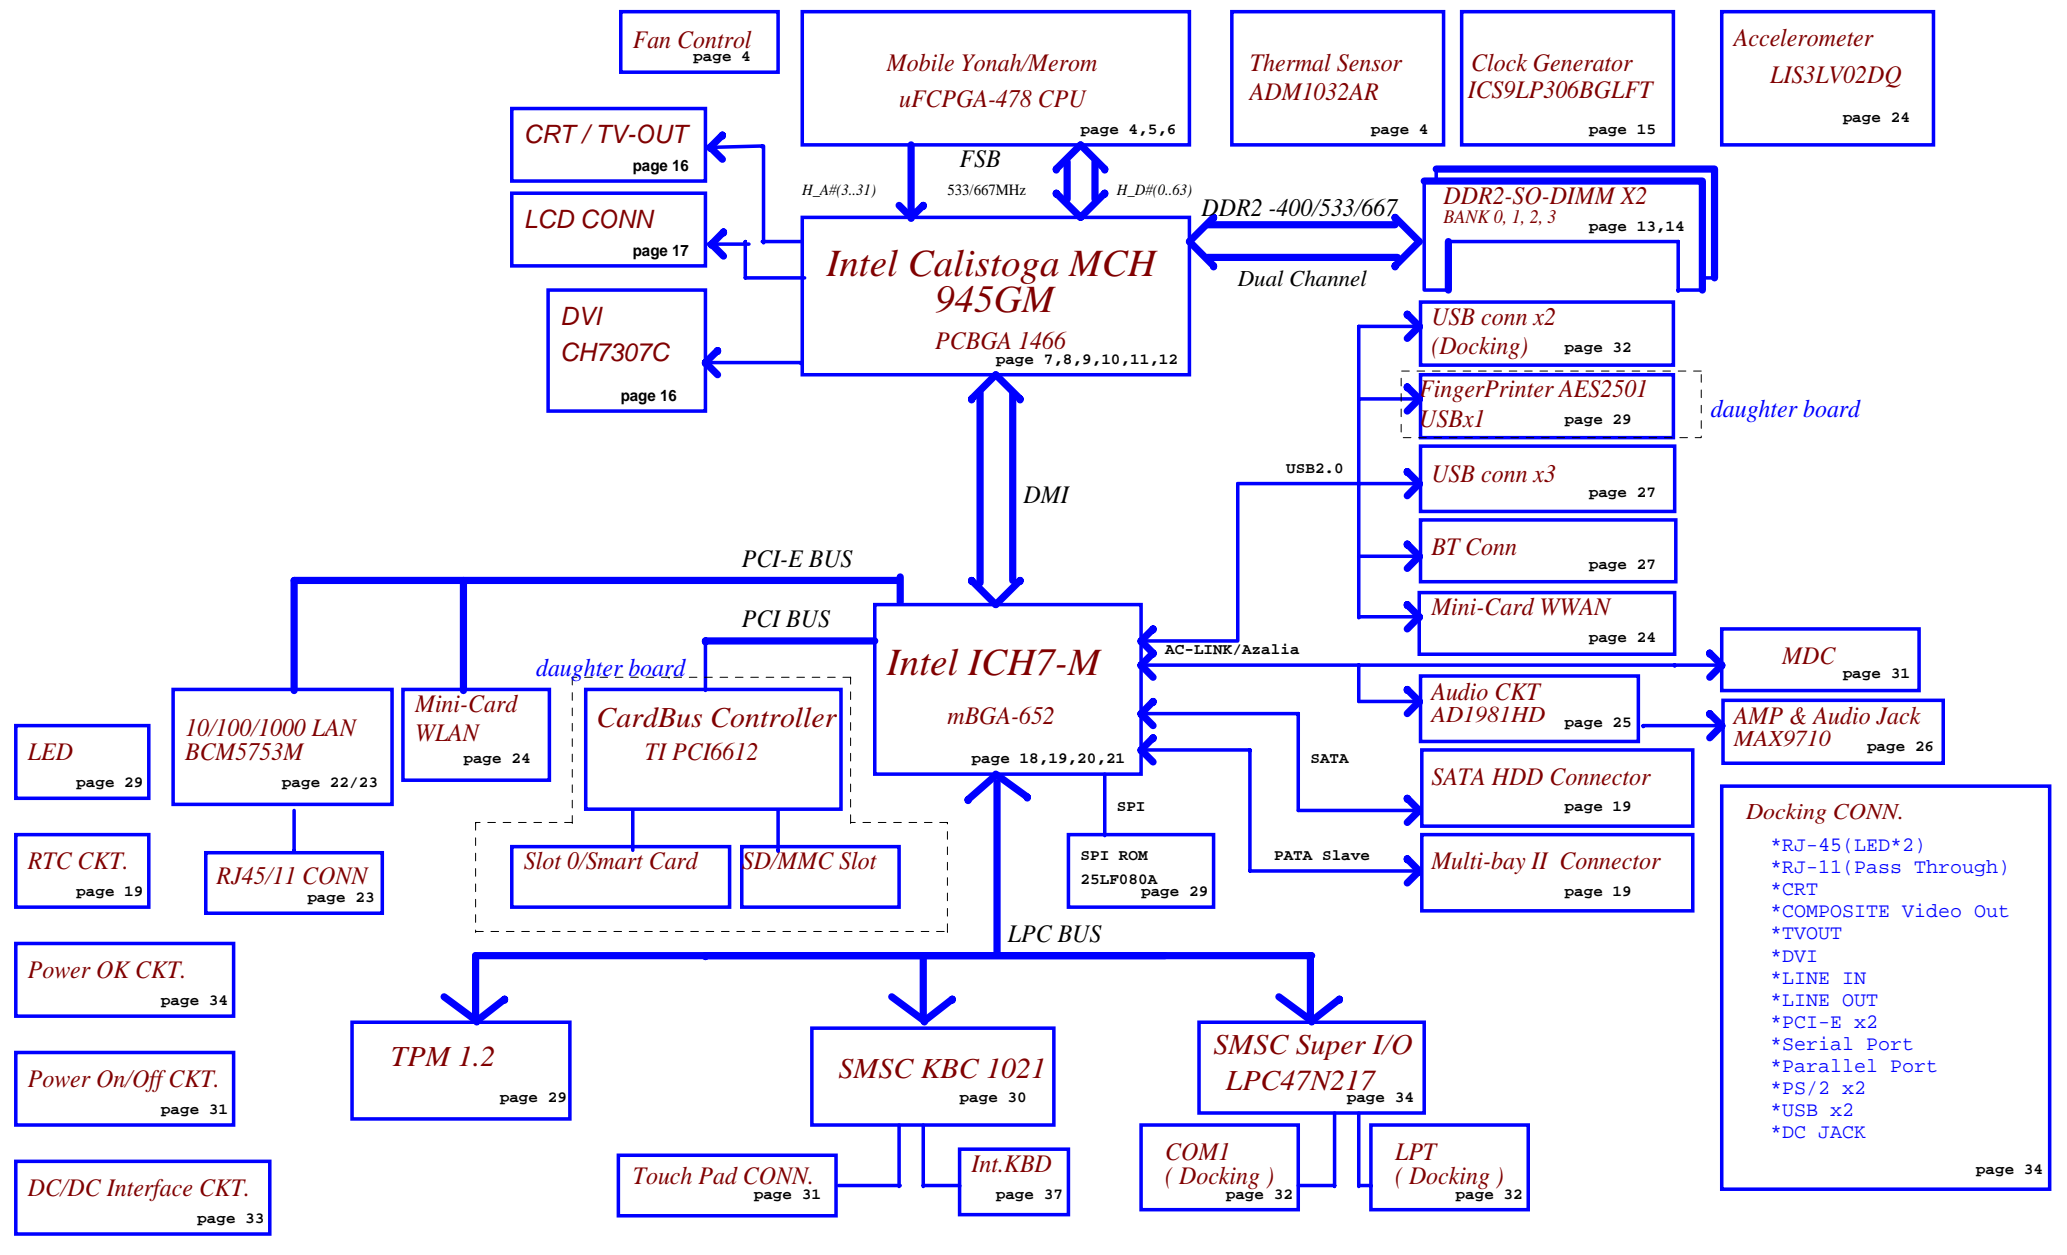 Fan Control
page 4
Mobile Yonah/Merom
uFCPGA-478 CPU
page 4,5,6
Thermal Sensor
ADM1032AR
page 4
Clock Generator
ICS9LP306BGLFT
page 15
Accelerometer
LIS3LV02DQ
page 24
CRT / TV-OUT
page 16
LCD CONN
page 17
DVI
CH7307C
page 16
H_A#(3..31)
FSB
533/667MHz
H_D#(0..63)
Intel Calistoga MCH
945GM
PCBGA 1466
page 7,8,9,10,11,12
DDR2 -400/533/667
Dual Channel
DDR2-SO-DIMM X2
BANK 0, 1, 2, 3
page 13,14
USB conn x2
(Docking)
page 32
FingerPrinter AES2501
USBx1
page 29
daughter board
USB2.0
USB conn x3
page 27
BT Conn
page 27
Mini-Card WWAN
page 24
DMI
PCI-E BUS
PCI BUS
Intel ICH7-M
mBGA-652
page 18,19,20,21
AC-LINK/Azalia
MDC
page 31
Audio CKT
AD1981HD
page 25
AMP & Audio Jack
MAX9710
page 26
SATA
SATA HDD Connector
page 19
PATA Slave
Multi-bay II Connector
page 19
SPI
SPI ROM
25LF080A
page 29
daughter board
CardBus Controller
TI PCI6612
Slot 0/Smart Card
SD/MMC Slot
Mini-Card
WLAN
page 24
10/100/1000 LAN
BCM5753M
page 22/23
RJ45/11 CONN
page 23
LED
page 29
RTC CKT.
page 19
Power OK CKT.
page 34
Power On/Off CKT.
page 31
DC/DC Interface CKT.
page 33
LPC BUS
TPM 1.2
page 29
SMSC KBC 1021
page 30
SMSC Super I/O
LPC47N217
page 34
Touch Pad CONN.
page 31
Int.KBD
page 37
COM1
( Docking )
page 32
LPT
( Docking )
page 32
Docking CONN.
*RJ-45(LED*2)
*RJ-11(Pass Through)
*CRT
*COMPOSITE Video Out
*TVOUT
*DVI
*LINE IN
*LINE OUT
*PCI-E x2
*Serial Port
*Parallel Port
*PS/2 x2
*USB x2
*DC JACK
page 34